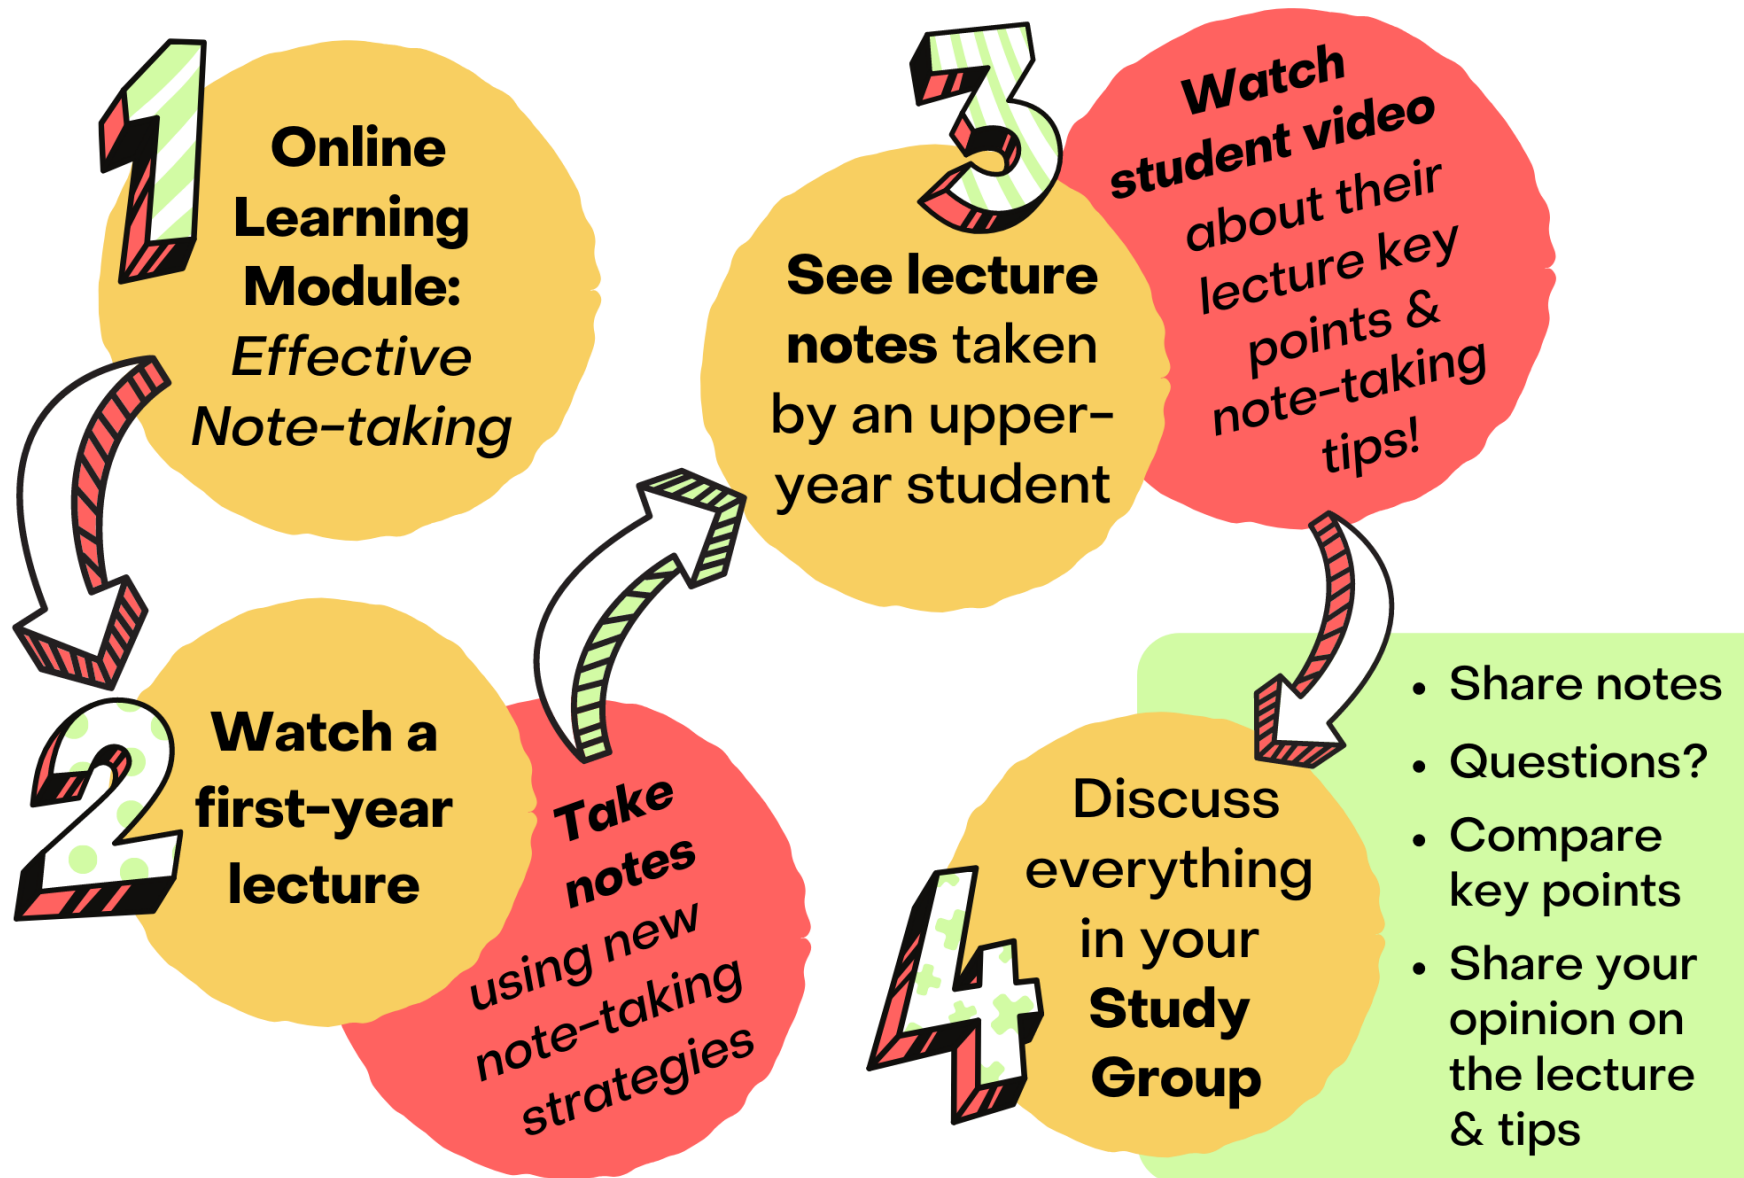 1
Online
Learning
Module:
Effective
Note-taking
2
Watch a
first-year
lecture
Take
notes
using new
note-taking
strategies
3
See lecture
notes taken
by an upper-
year student
Watch
student video
about their
lecture key
points &
note-taking
tips!
4
Discuss
everything
in your
Study
Group
• Share notes
• Questions?
• Compare
key points
• Share your
opinion on
the lecture
& tips